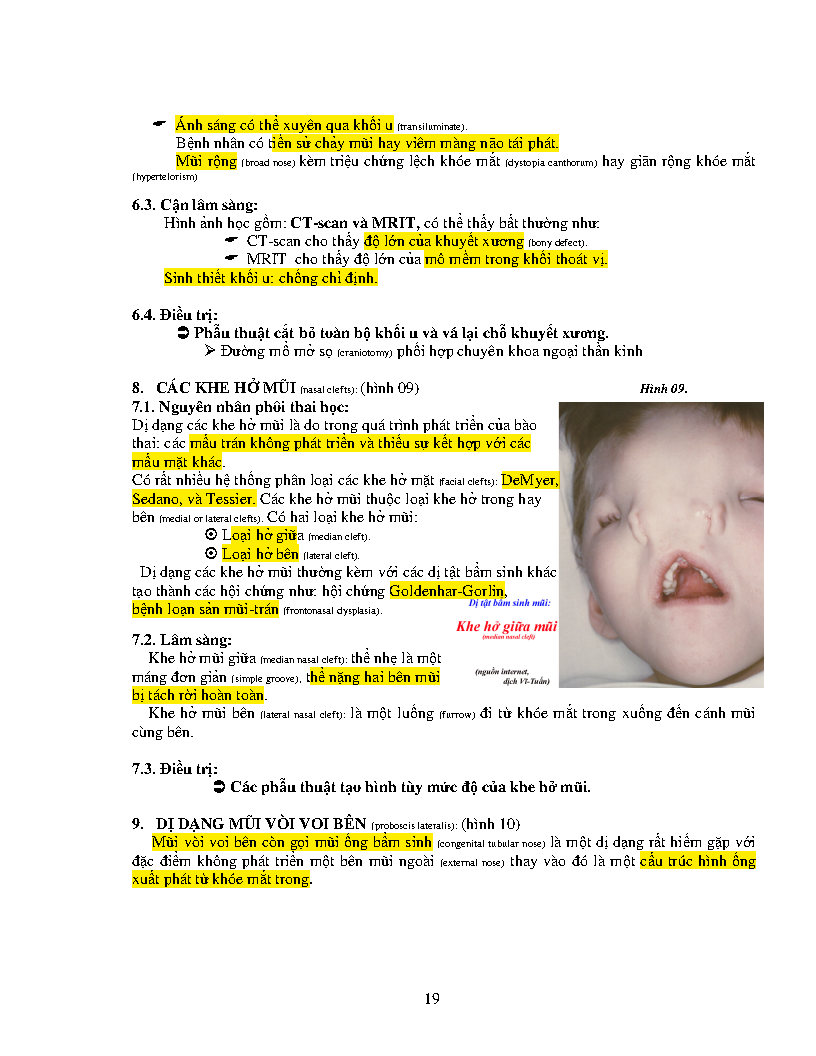 ☛ Ánh sáng có thể xuyên qua khối u (transiluminate).
Bệnh nhân có tiền sử chảy mũi hay viêm màng não tái phát.
Mũi rộng (broad nose) kèm triệu chứng lệch khóe mắt (dystopia canthorum) hay giãn rộng khóe mắt
(hypertelorism)
6.3. Cận lâm sàng:
Hình ảnh học gồm: CT-scan và MRIT, có thể thấy bất thường như:
☛ CT-scan cho thấy độ lớn của khuyết xương (bony defect).
☛ MRIT cho thấy độ lớn của mô mềm trong khối thoát vị.
Sinh thiết khối u: chống chỉ định.
6.4. Điều trị:
➲ Phẫu thuật cắt bỏ toàn bộ khối u và vá lại chỗ khuyết xương.
➢ Đường mổ mở sọ (craniotomy) phối hợp chuyên khoa ngoại thần kinh
8. CÁC KHE HỞ MŨI (nasal clefts): (hình 09)
Hình 09.
7.1. Nguyên nhân phôi thai học:
Dị dạng các khe hở mũi là do trong quá trình phát triển của bào
thai: các mấu trán không phát triển và thiếu sự kết hợp với các
mấu mặt khác.
Có rất nhiều hệ thống phân loại các khe hở mặt (facial clefts): DeMyer,
Sedano, và Tessier. Các khe hở mũi thuộc loại khe hở trong hay
bên (medial or lateral clefts). Có hai loại khe hở mũi:
⦿ Loại hở giữa (median cleft).
⦿ Loại hở bên (lateral cleft).
Dị dạng các khe hở mũi thường kèm với các dị tật bẩm sinh khác
tạo thành các hội chứng như: hội chứng Goldenhar-Gorlin,
bệnh loạn sản mũi-trán (frontonasal dysplasia).
Dị tật bẩm sinh mũi:
Khe hở giữa mũi
(median nasal cleft)
(nguồn internet,
dịch VI-Tuấn)
7.2. Lâm sàng:
Khe hở mũi giữa (median nasal cleft): thể nhẹ là một
máng đơn giản (simple groove), thể nặng hai bên mũi
bị tách rời hoàn toàn.
Khe hở mũi bên (lateral nasal cleft): là một luống (furrow) đi từ khóe mắt trong xuống đến cánh mũi
cùng bên.
7.3. Điều trị:
➲ Các phẫu thuật tạo hình tùy mức độ của khe hở mũi.
9. DỊ DẠNG MŨI VÒI VOI BÊN (proboscis lateralis): (hình 10)
Mũi vòi voi bên còn gọi mũi ống bẩm sinh (congenital tubular nose) là một dị dạng rất hiếm gặp với
đặc điểm không phát triển một bên mũi ngoài (external nose) thay vào đó là một cấu trúc hình ống
xuất phát từ khóe mắt trong.
19